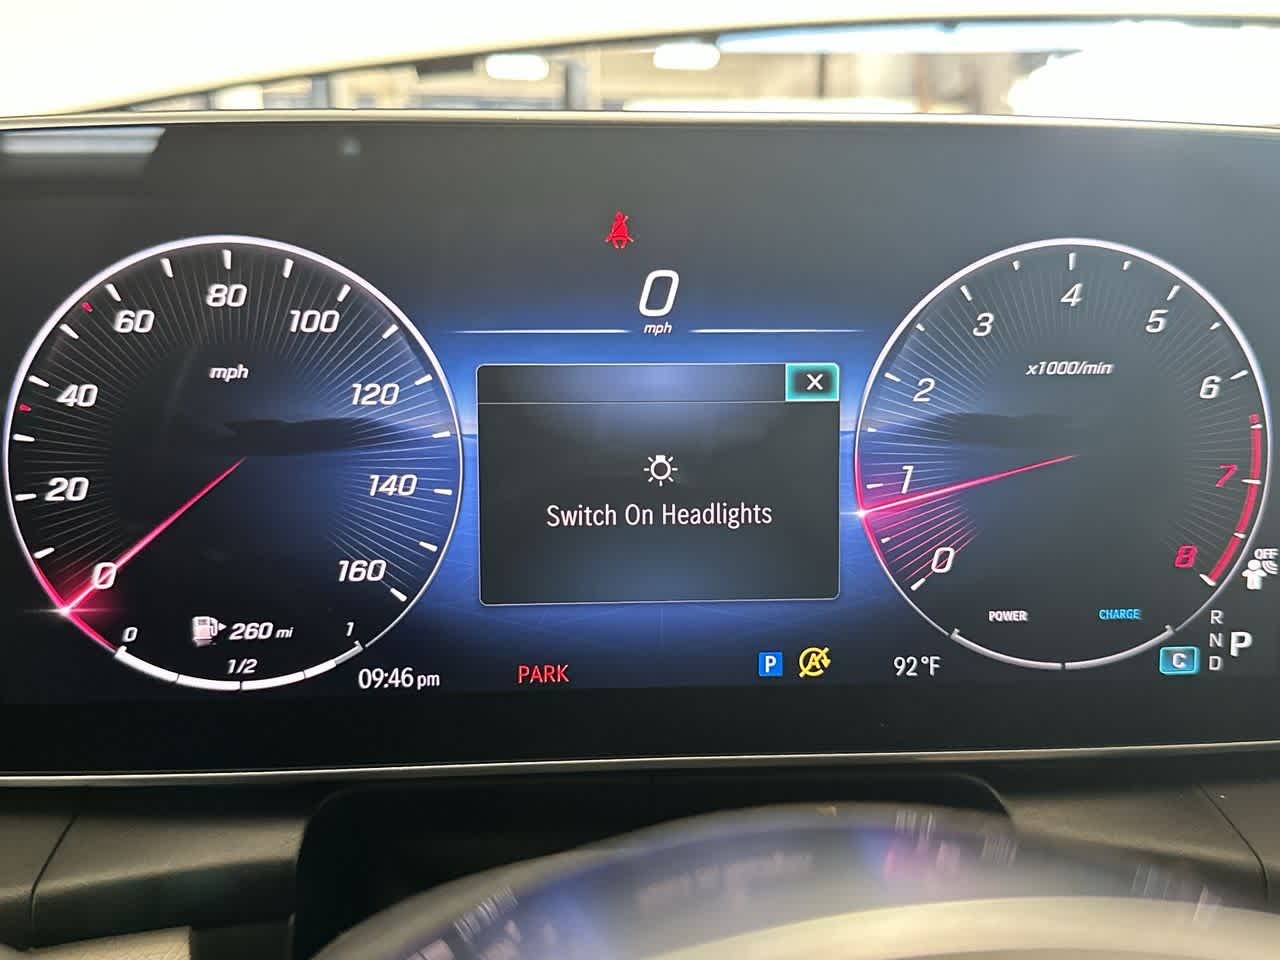 0
mph
X
Switch On Headlights
80
60
100
mph
40
120
20
140
0
160
260 mi
0
1
1/2
09:46 pm
PARK
P
A
92°F
4
3
5
x1000/min
2
6
1
7
0
8
POWER
CHARGE
OFF
R
N P
C D